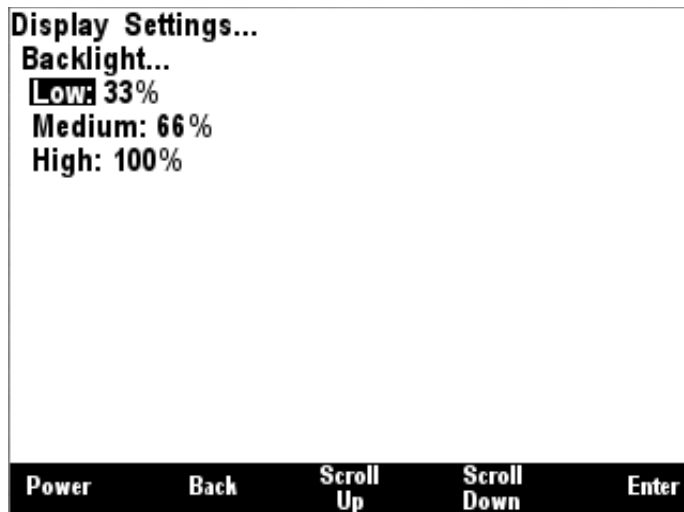 Display Settings...
Backlight...
Low: 33%
Medium: 66%
High: 100%
Power Back Scroll Up Scroll Down Enter